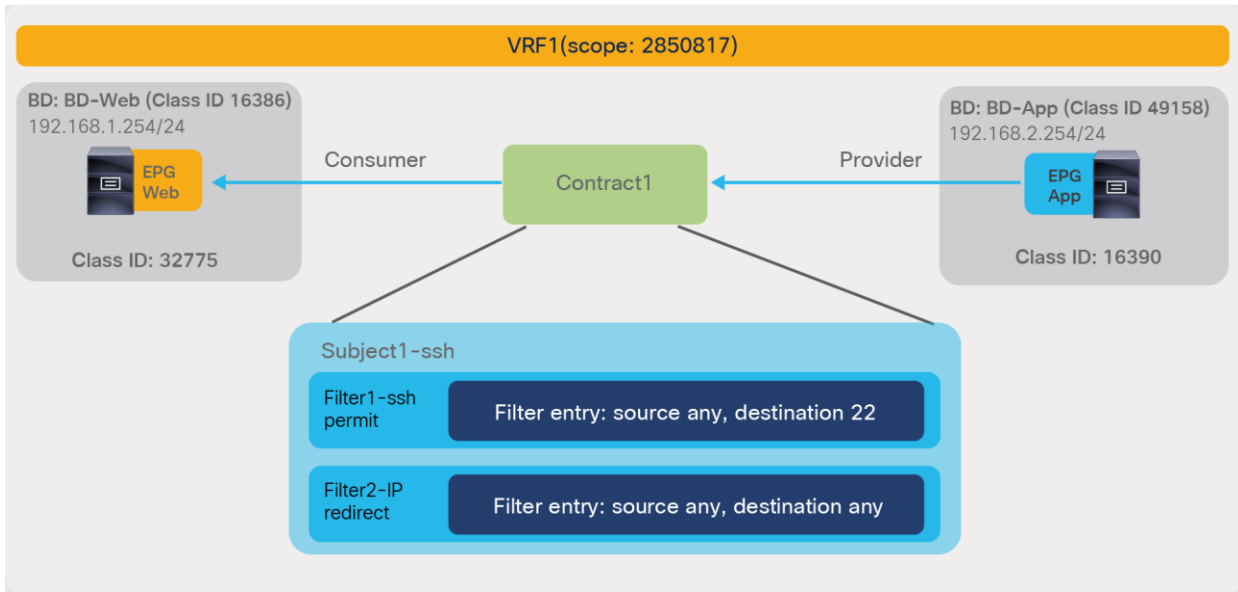 VRF1(scope: 2850817)
BD: BD-Web (Class ID 16386)
192.168.1.254/24
EPG
Web
Class ID: 32775
Consumer
Contract1
Provider
BD: BD-App (Class ID 49158)
192.168.2.254/24
EPG
App
Class ID: 16390
Subject1-ssh
Filter1-ssh
permit
Filter entry: source any, destination 22
Filter2-IP
redirect
Filter entry: source any, destination any